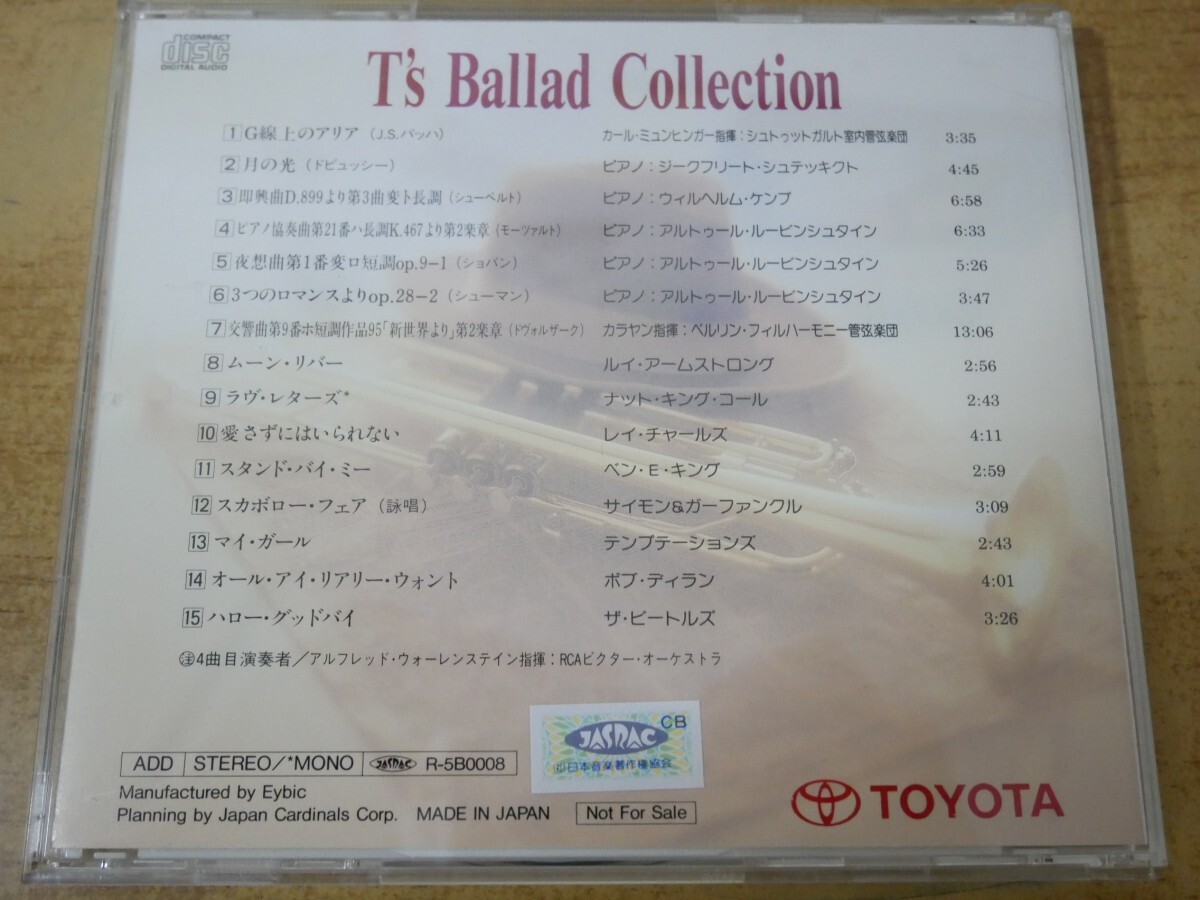 COMPACT
disc
DIGITAL AUDIO
T's Ballad Collection
1 G線上のアリア（J.S.バッハ） カール・ミュンヒンガー指揮：シュトゥットガルト室内管弦楽団 3:35
2 月の光（ドビュッシー） ピアノ：ジークフリート・シュテッキクト 4:45
3 即興曲D.899より第3曲変ト長調（シューベルト） ピアノ：ウィルヘルム・ケンプ 6:58
4 ピアノ協奏曲第21番ハ長調K.467より第2楽章（モーツァルト） ピアノ：アルトゥール・ルービンシュタイン 6:33
5 夜想曲第1番変ロ短調op.9-1（ショパン） ピアノ：アルトゥール・ルービンシュタイン 5:26
6 3つのロマンスよりop.28-2（シューマン） ピアノ：アルトゥール・ルービンシュタイン 3:47
7 交響曲第9番ホ短調作品95「新世界より」第2楽章（ドヴォルザーク） カラヤン指揮：ベルリン・フィルハーモニー管弦楽団 13:06
8 ムーン・リバー ルイ・アームストロング 2:56
9 ラヴ・レターズ* ナット・キング・コール 2:43
10 愛さずにはいられない レイ・チャールズ 4:11
11 スタンド・バイ・ミー ベン・E・キング 2:59
12 スカボロー・フェア（詠唱） サイモン&ガーファンクル 3:09
13 マイ・ガール テンプテーションズ 2:43
14 オール・アイ・リアリー・ウォント ボブ・ディラン 4:01
15 ハロー・グッドバイ ザ・ビートルズ 3:26
㊟4曲目演奏者／アルフレッド・ウォーレンステイン指揮：RCAビクター・オーケストラ
CB
JASRAC
㈳日本音楽著作権協会
ADD STEREO/*MONO JASRAC R-5B0008
Manufactured by Eybic
Planning by Japan Cardinals Corp. MADE IN JAPAN Not For Sale
TOYOTA